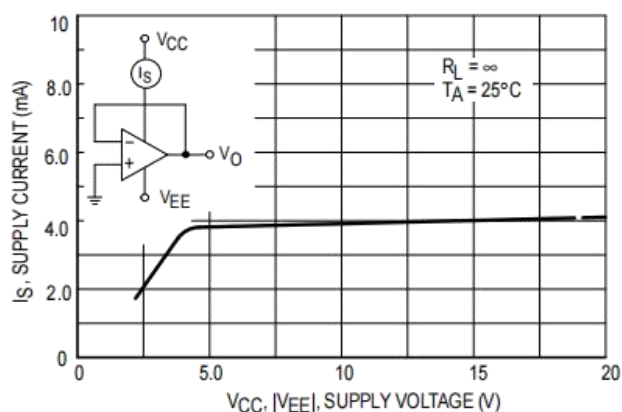 10
8.0
6.0
4.0
2.0
0
IS, SUPPLY CURRENT (mA)
VCC
IS
−
+
VO
VEE
RL = ∞
TA = 25°C
0
5.0
10
15
20
VCC, |VEE|, SUPPLY VOLTAGE (V)